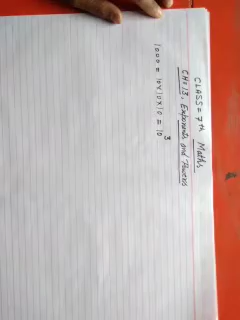 CLASS = 7th Maths
CH = 13. Exponents and Powers
1000 = 10 X 10 X 10 = 10³